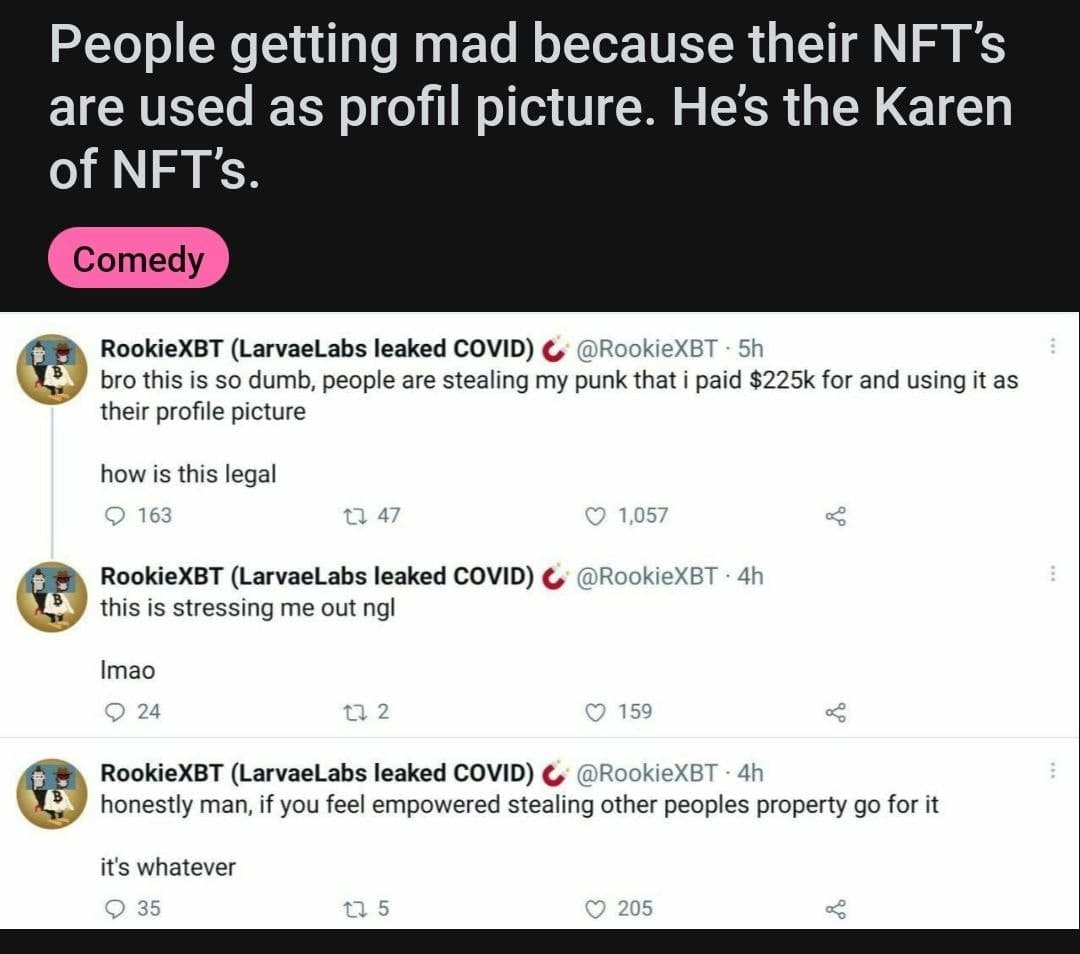 People getting mad because their NFT’s
are used as profil picture. He’s the Karen
of NFT’s.
Comedy
RookieXBT (LarvaeLabs leaked COVID) @RookieXBT · 5h
bro this is so dumb, people are stealing my punk that i paid $225k for and using it as
their profile picture
how is this legal
163 47 1,057
RookieXBT (LarvaeLabs leaked COVID) @RookieXBT · 4h
this is stressing me out ngl
lmao
24 2 159
RookieXBT (LarvaeLabs leaked COVID) @RookieXBT · 4h
honestly man, if you feel empowered stealing other peoples property go for it
it's whatever
35 5 205